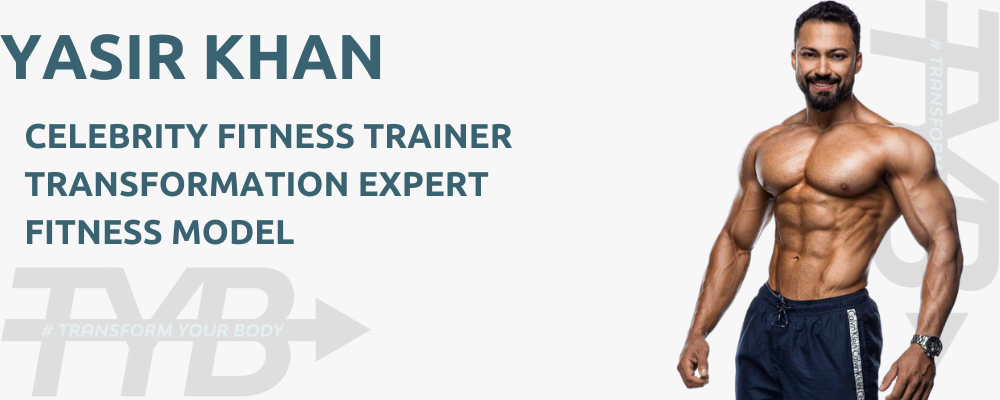 YASIR KHAN
CELEBRITY FITNESS TRAINER
TRANSFORMATION EXPERT
FITNESS MODEL
TYB
# TRANSFORM YOUR BODY
TYB
# TRANSFORM